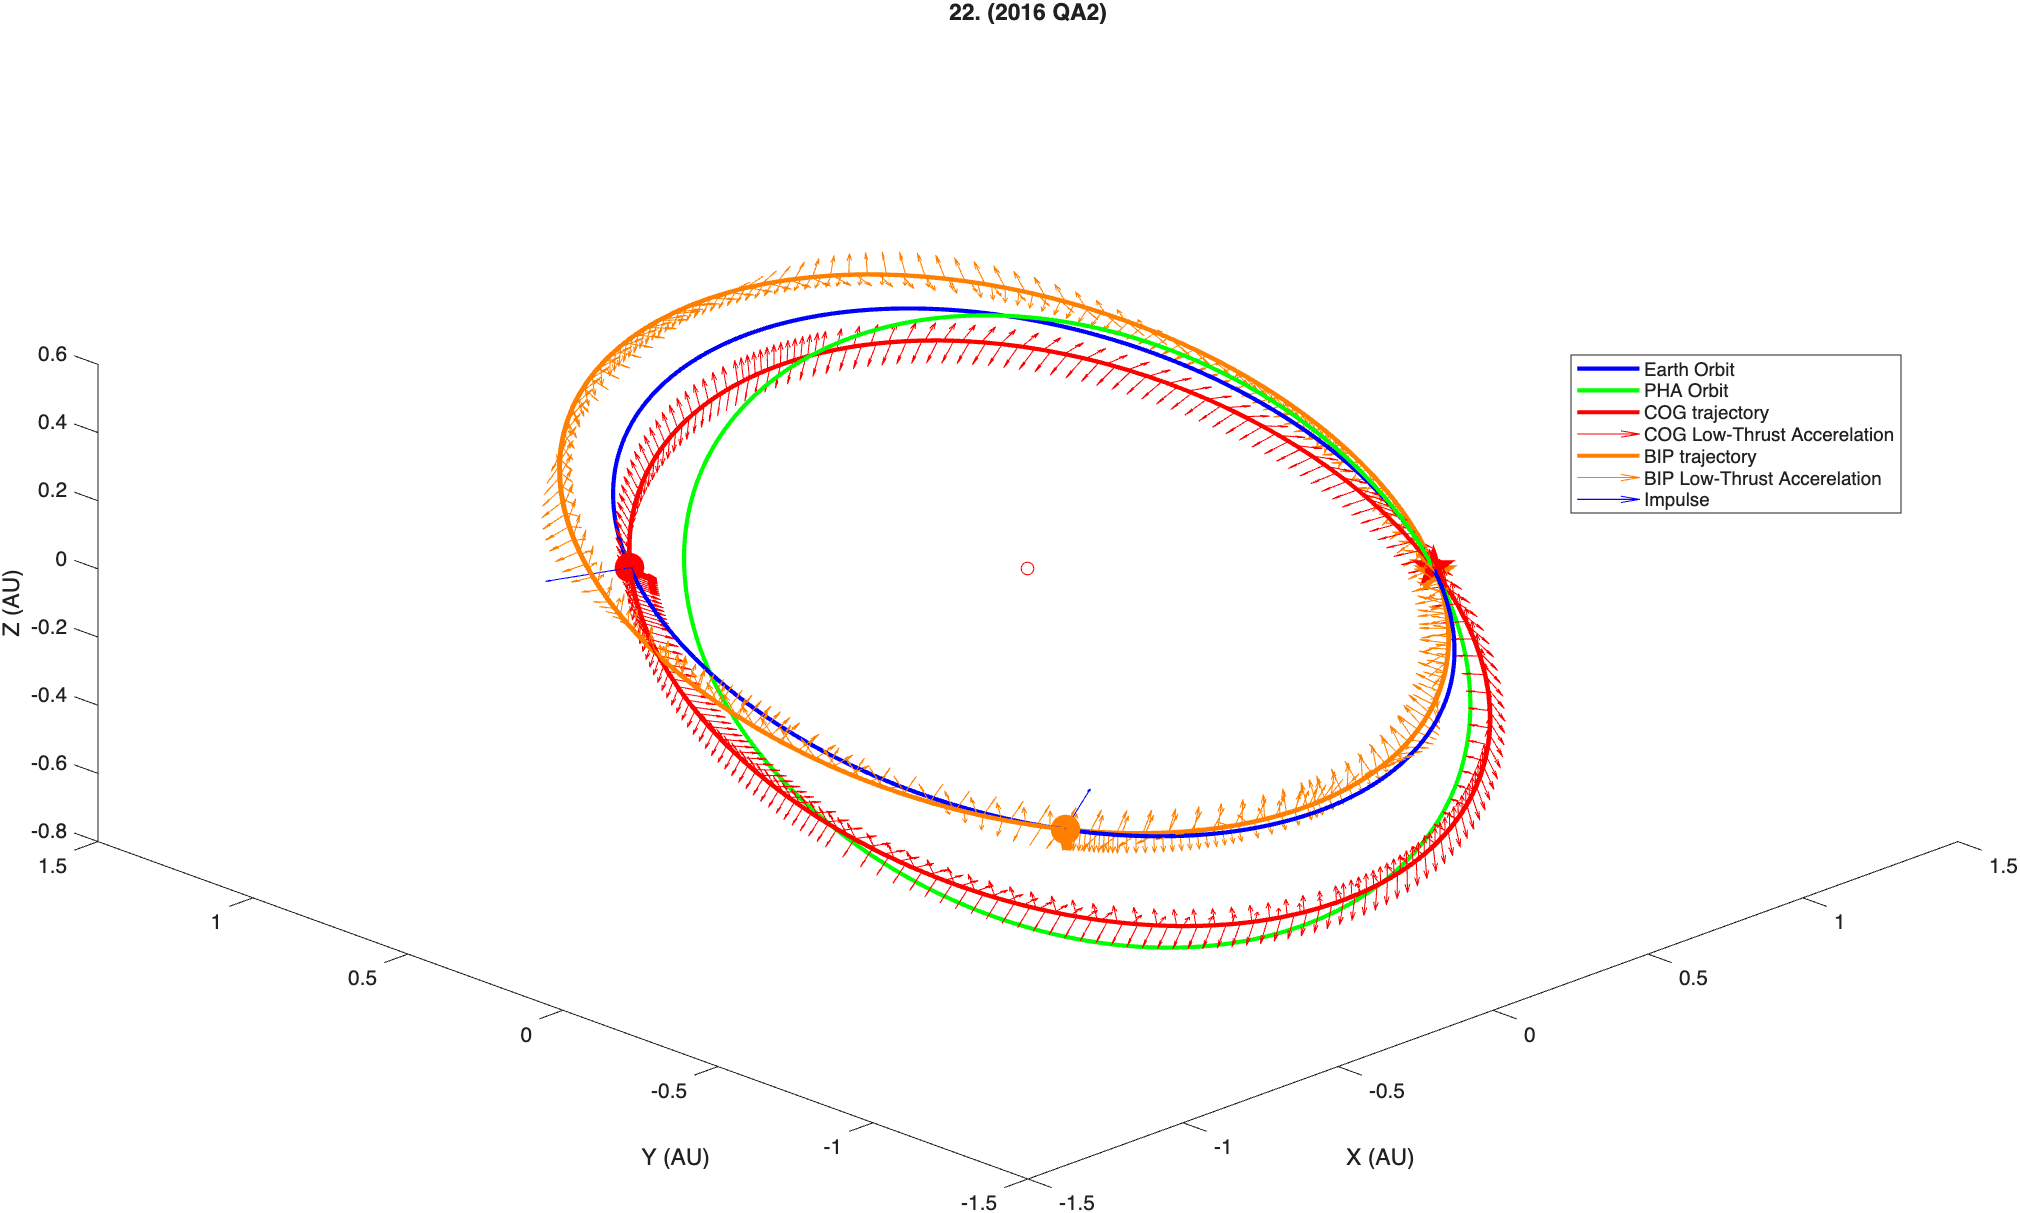 22. (2016 QA2)
Earth Orbit
PHA Orbit
COG trajectory
COG Low-Thrust Accerelation
BIP trajectory
BIP Low-Thrust Accerelation
Impulse
0.6
0.4
0.2
0
-0.2
-0.4
-0.6
-0.8
Z (AU)
1.5
1
0.5
0
-0.5
-1
-1.5
Y (AU)
-1.5
-1
-0.5
0
0.5
1
1.5
X (AU)